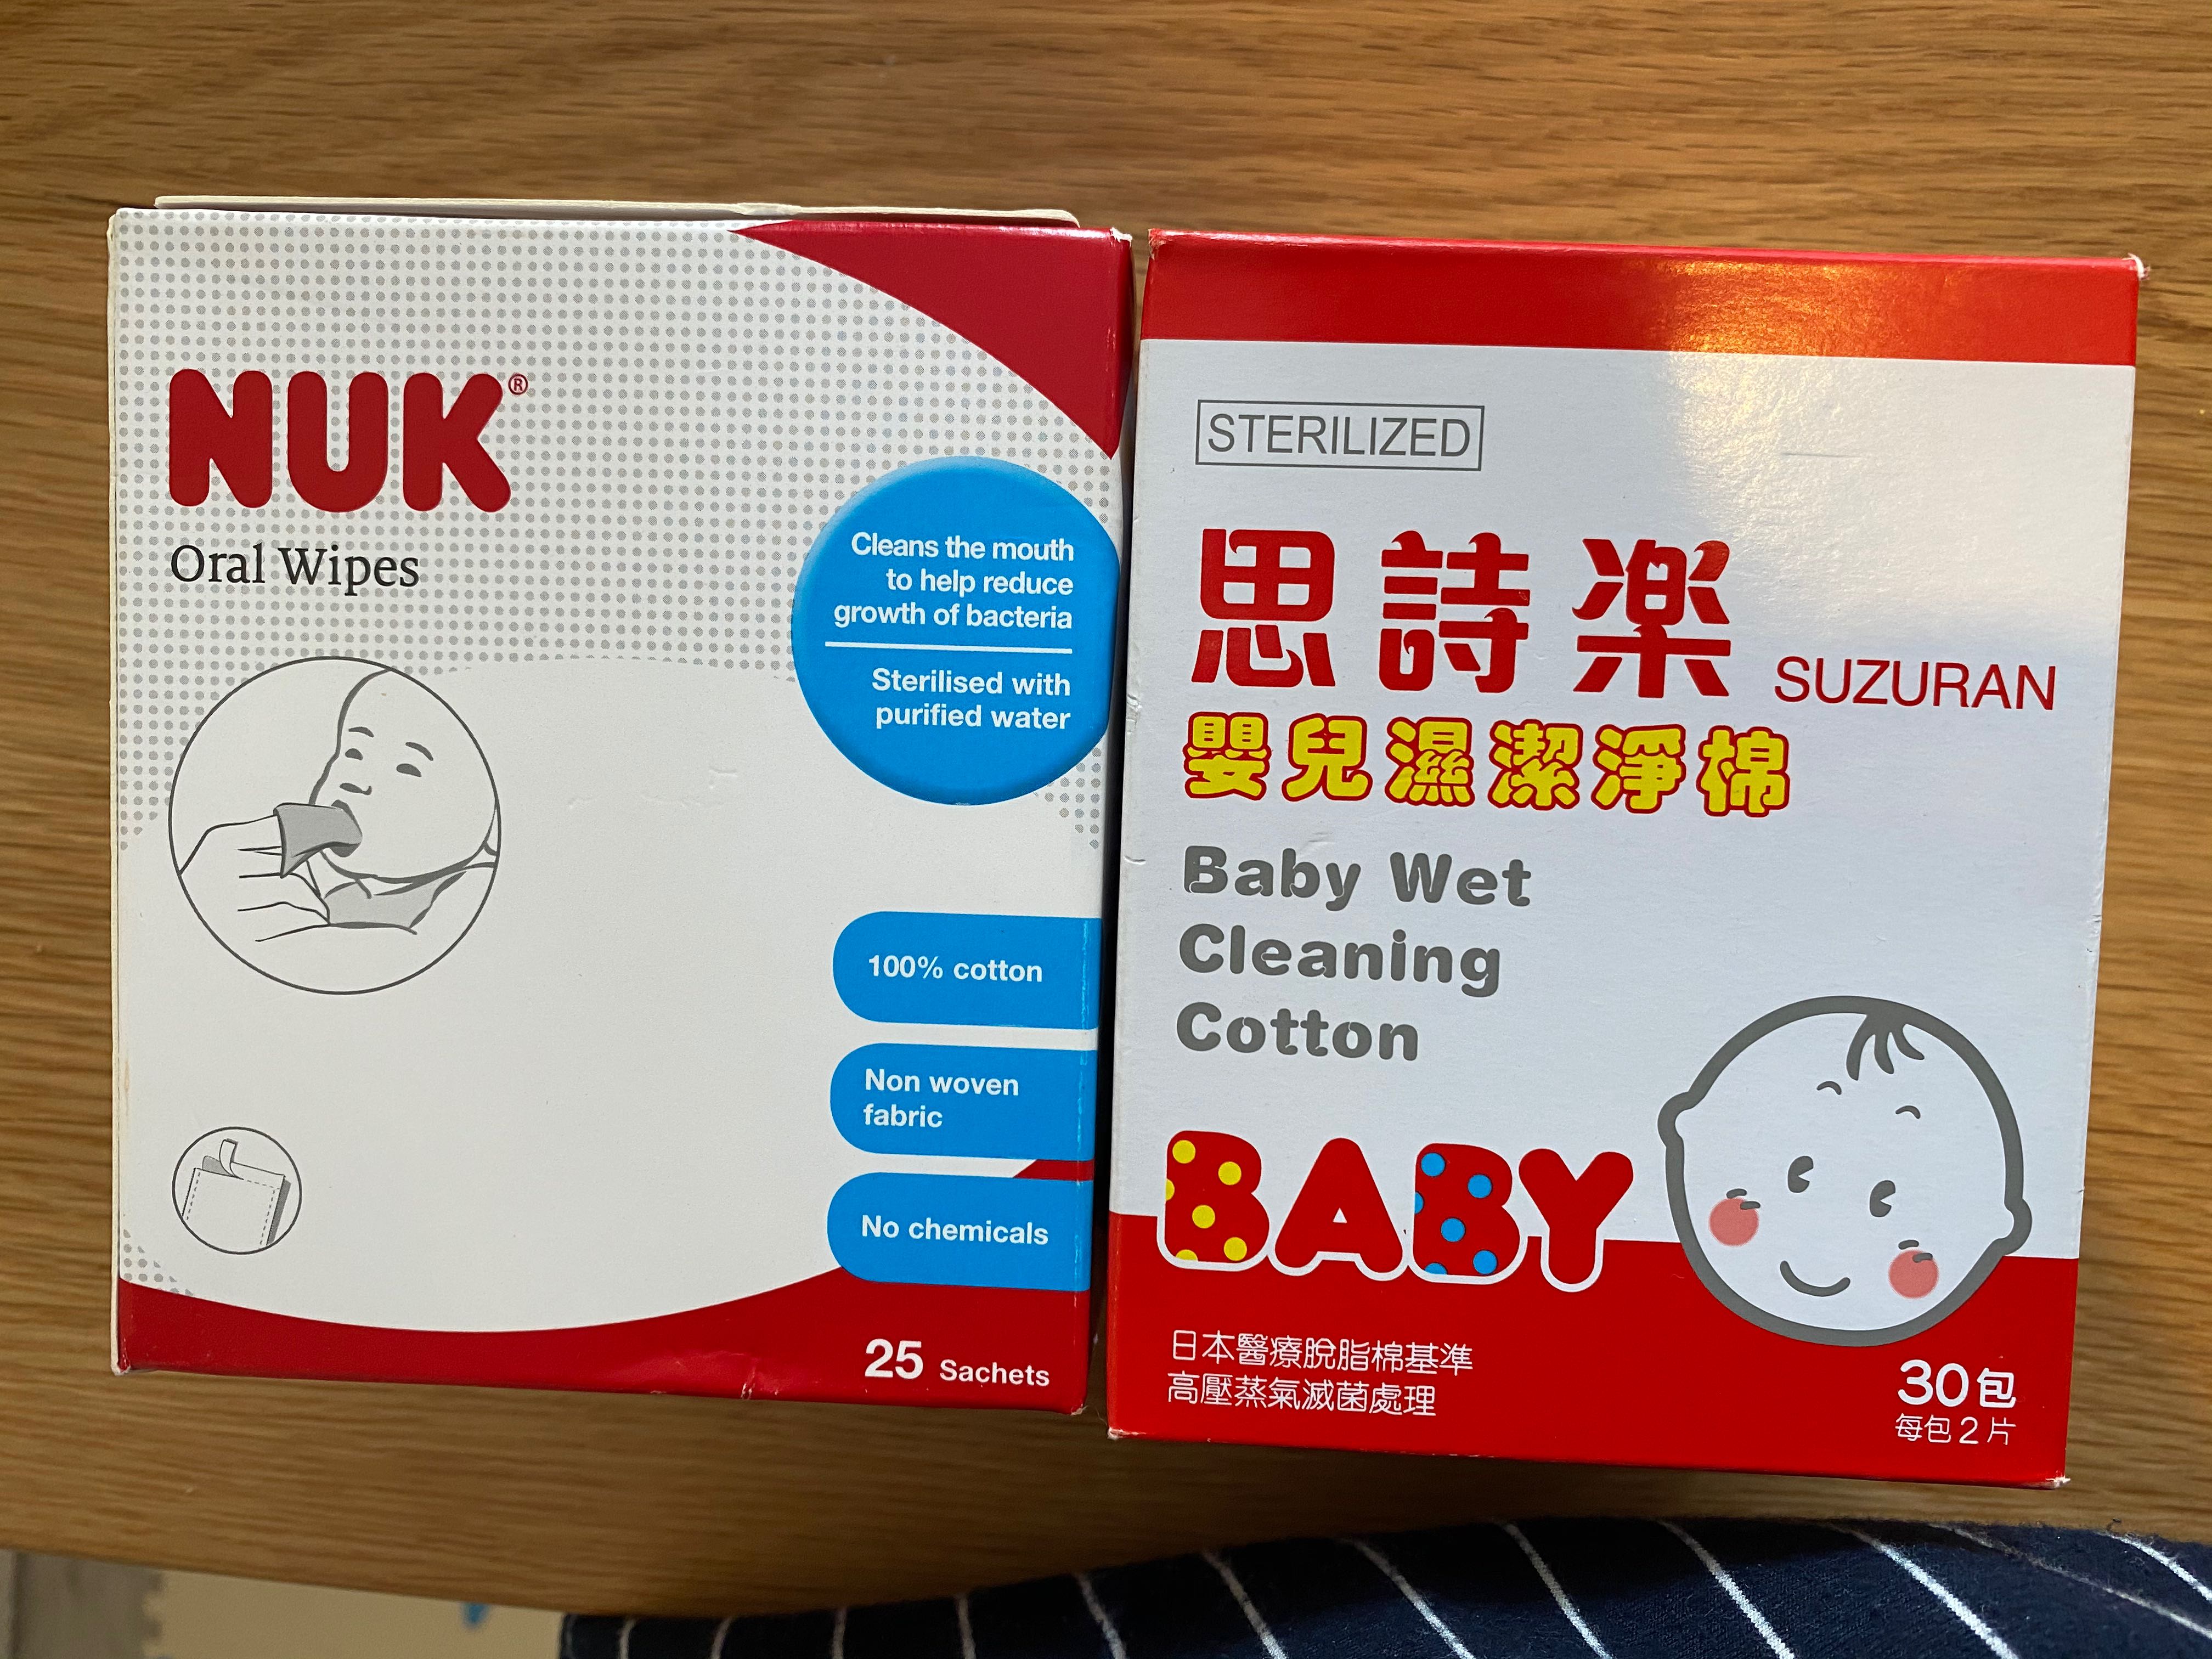 NUK®
Oral Wipes
Cleans the mouth
to help reduce
growth of bacteria
Sterilised with
purified water
100% cotton
Non woven
fabric
No chemicals
25 Sachets
STERILIZED
思詩楽 SUZURAN
嬰兒濕潔淨棉
Baby Wet
Cleaning
Cotton
BABY
日本醫療脫脂棉基準
高壓蒸氣滅菌處理
30包
每包2片